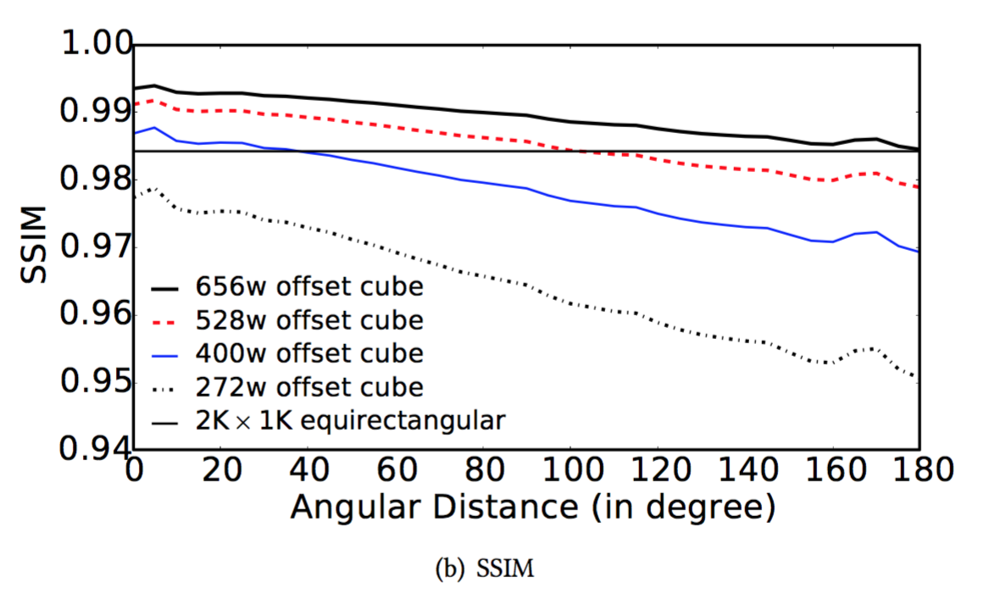 1.00
0.99
0.98
0.97
0.96
0.95
0.94
SSIM
656w offset cube
528w offset cube
400w offset cube
272w offset cube
2K × 1K equirectangular
0 20 40 60 80 100 120 140 160 180
Angular Distance (in degree)
(b) SSIM